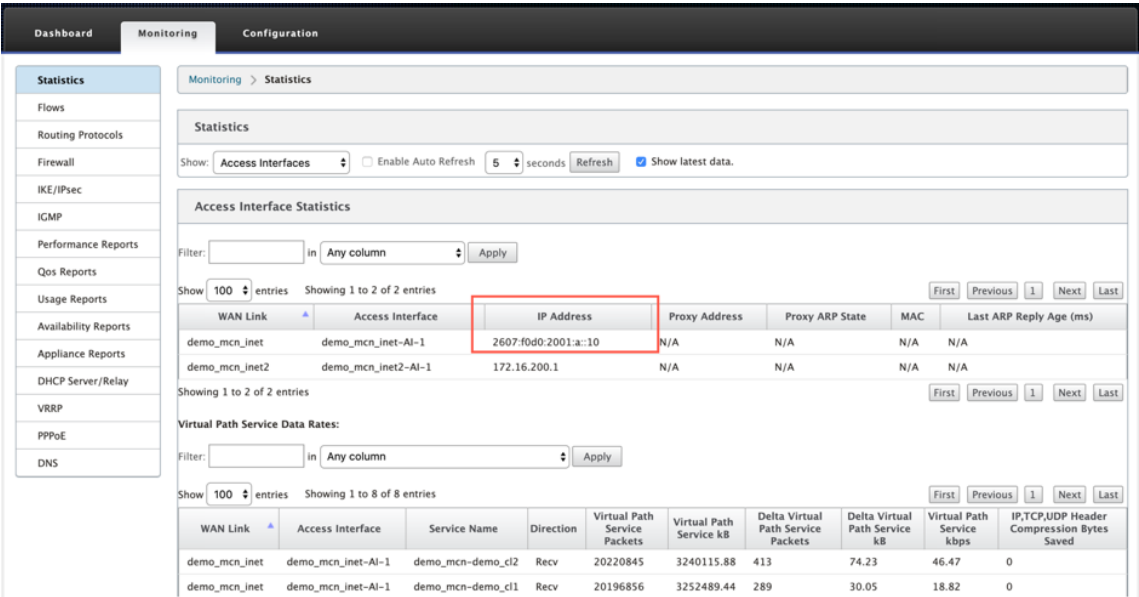 Dashboard Monitoring Configuration
Statistics
Flows
Routing Protocols
Firewall
IKE/IPsec
IGMP
Performance Reports
Qos Reports
Usage Reports
Availability Reports
Appliance Reports
DHCP Server/Relay
VRRP
PPPoE
DNS
Monitoring > Statistics
Statistics
Show: Access Interfaces Enable Auto Refresh 5 seconds Refresh Show latest data.
Access Interface Statistics
Filter: in Any column Apply
Show 100 entries Showing 1 to 2 of 2 entries First Previous 1 Next Last
WAN Link Access Interface IP Address Proxy Address Proxy ARP State MAC Last ARP Reply Age (ms)
demo_mcn_inet demo_mcn_inet-AI-1 2607:f0d0:2001:a::10 N/A N/A N/A N/A
demo_mcn_inet2 demo_mcn_inet2-AI-1 172.16.200.1 N/A N/A N/A N/A
Showing 1 to 2 of 2 entries First Previous 1 Next Last
Virtual Path Service Data Rates:
Filter: in Any column Apply
Show 100 entries Showing 1 to 8 of 8 entries First Previous 1 Next Last
WAN Link Access Interface Service Name Direction Virtual Path Service Packets Virtual Path Service kB Delta Virtual Path Service Packets Delta Virtual Path Service kB Virtual Path Service kbps IP,TCP,UDP Header Compression Bytes Saved
demo_mcn_inet demo_mcn_inet-AI-1 demo_mcn-demo_cl2 Recv 20220845 3240115.88 413 74.23 46.47 0
demo_mcn_inet demo_mcn_inet-AI-1 demo_mcn-demo_cl1 Recv 20196856 3252489.44 289 30.05 18.82 0